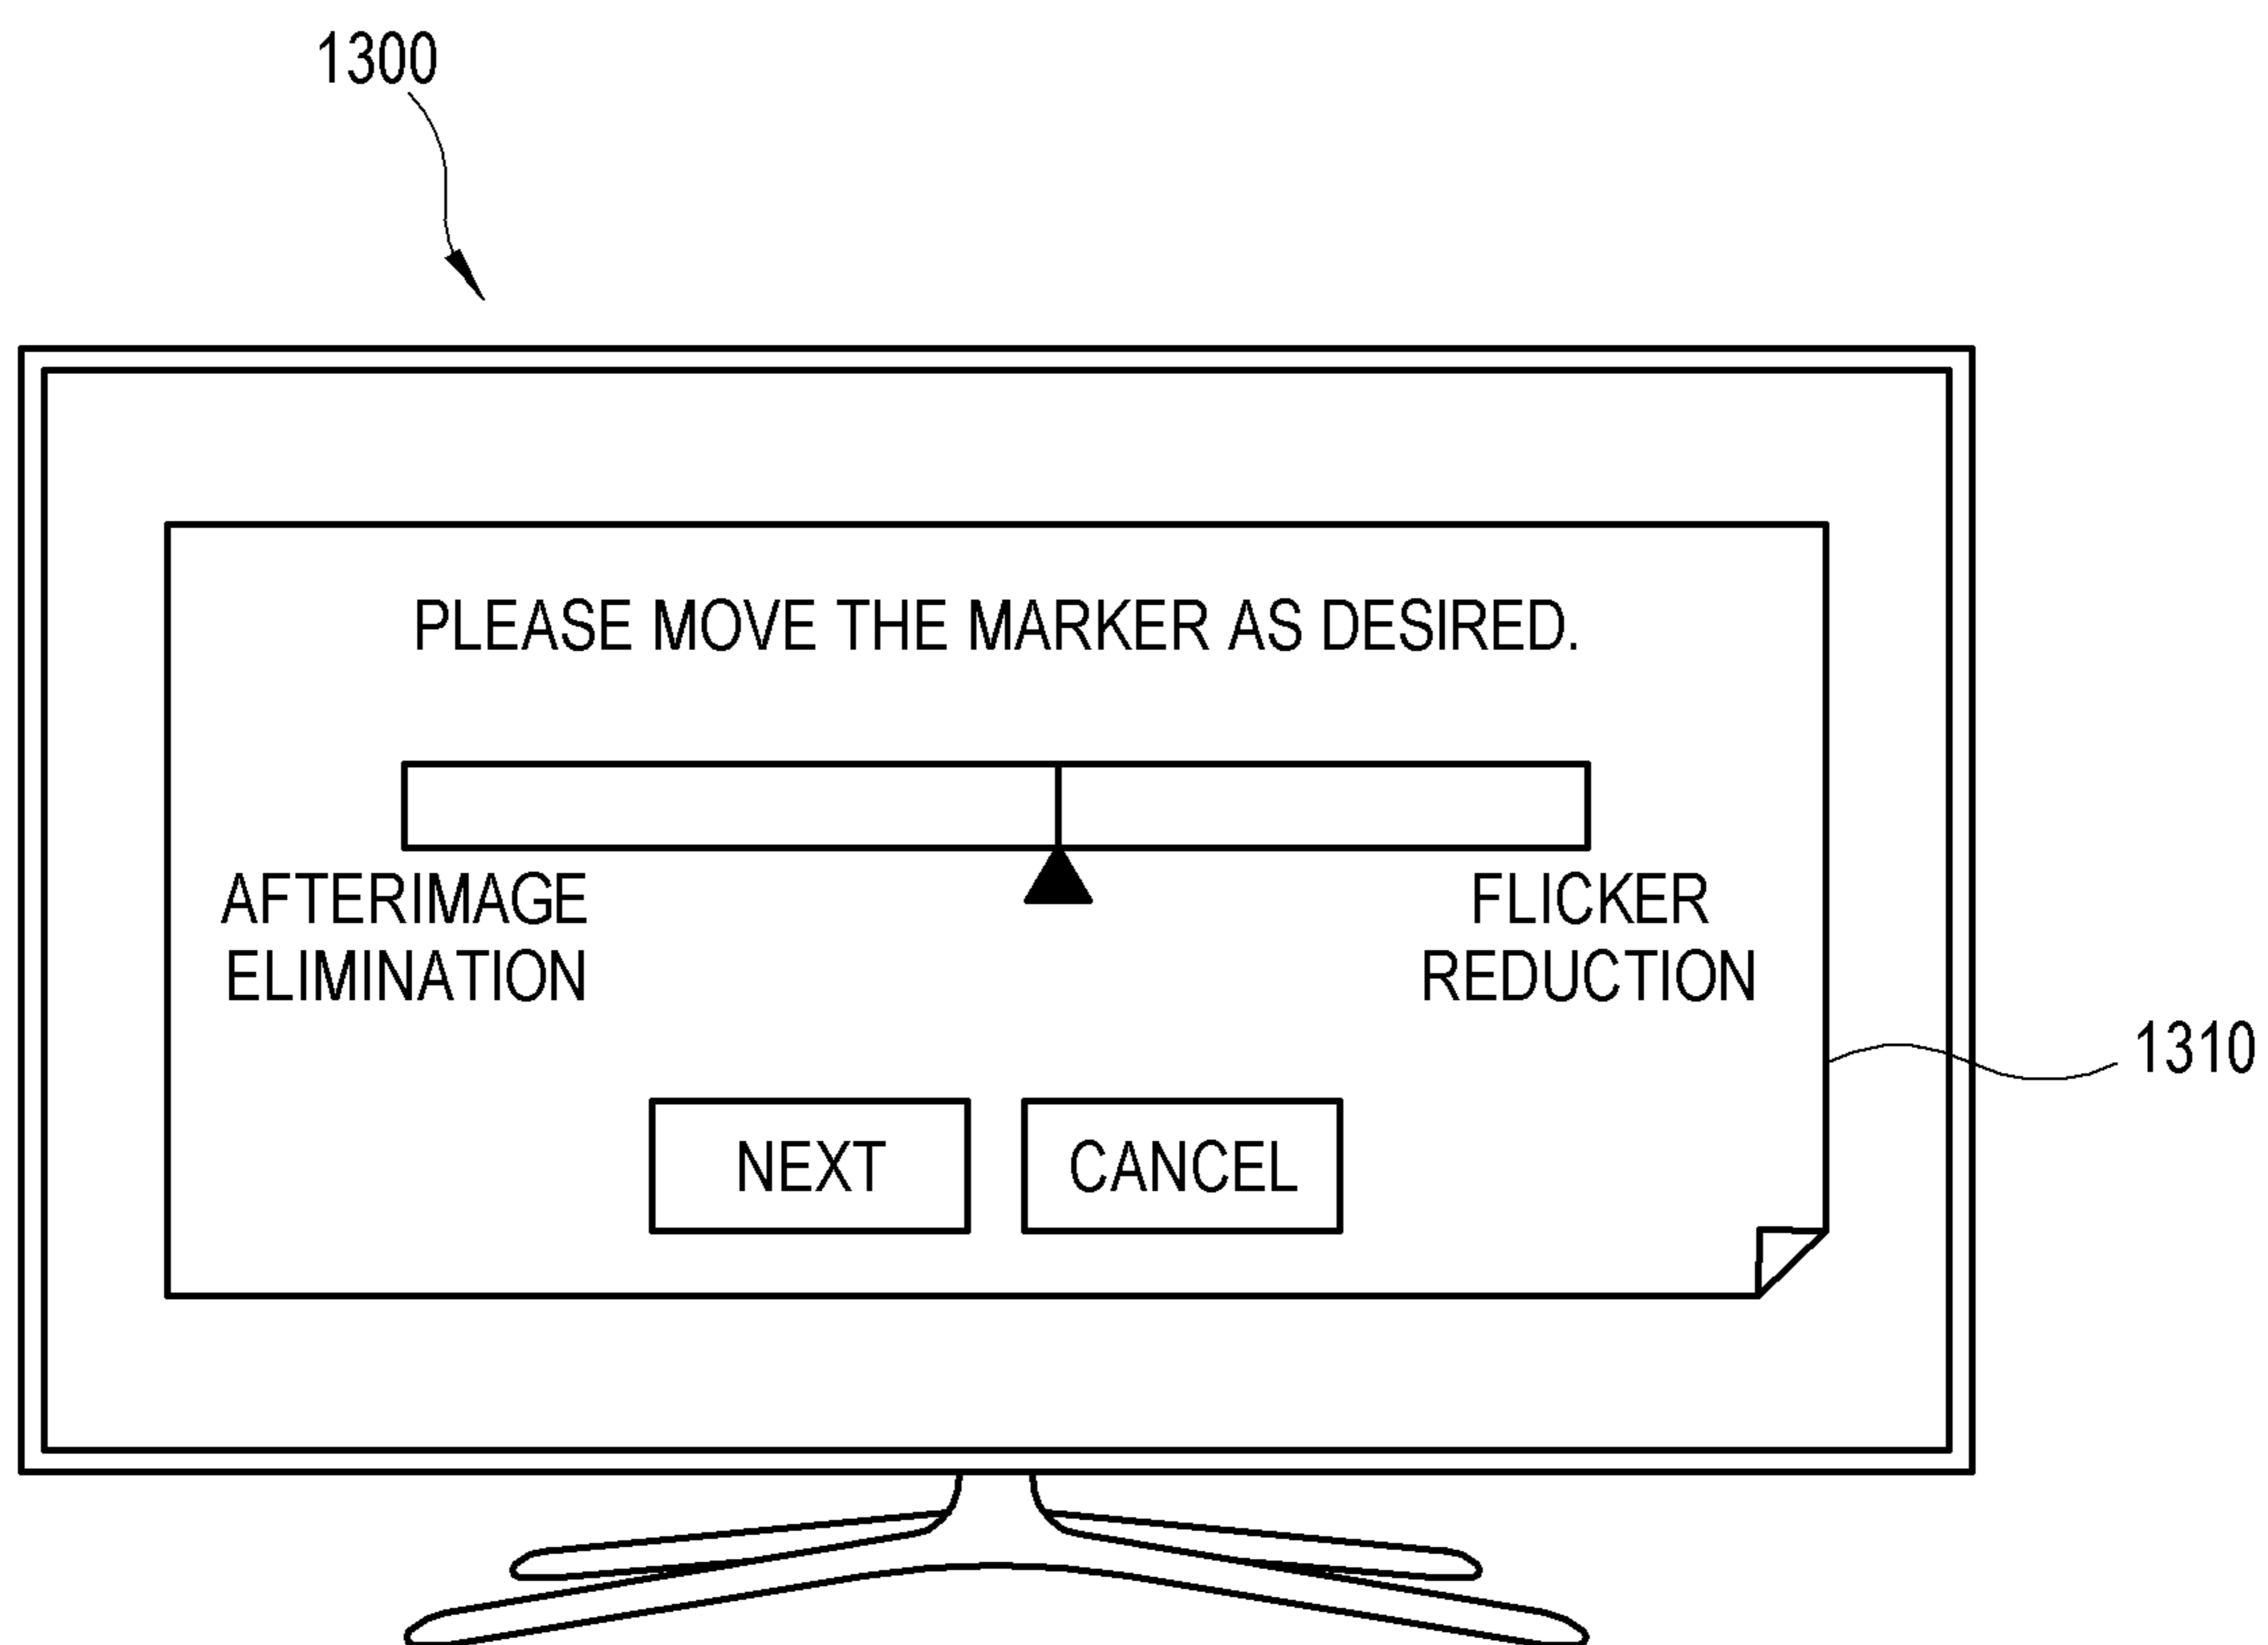 1300
PLEASE MOVE THE MARKER AS DESIRED.
AFTERIMAGE
ELIMINATION
FLICKER
REDUCTION
1310
NEXT
CANCEL